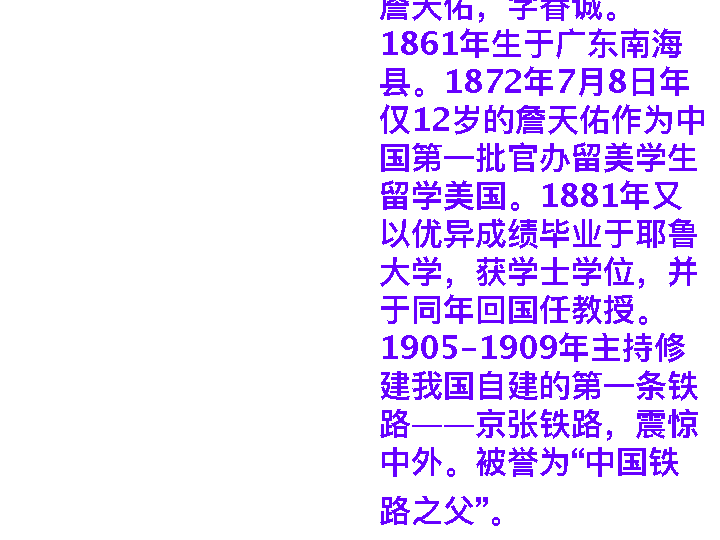 詹天佑，字眷诚。
1861年生于广东南海
县。1872年7月8日年
仅12岁的詹天佑作为中
国第一批官办留美学生
留学美国。1881年又
以优异成绩毕业于耶鲁
大学，获学士学位，并
于同年回国任教授。
1905–1909年主持修
建我国自建的第一条铁
路——京张铁路，震惊
中外。被誉为“中国铁
路之父”。